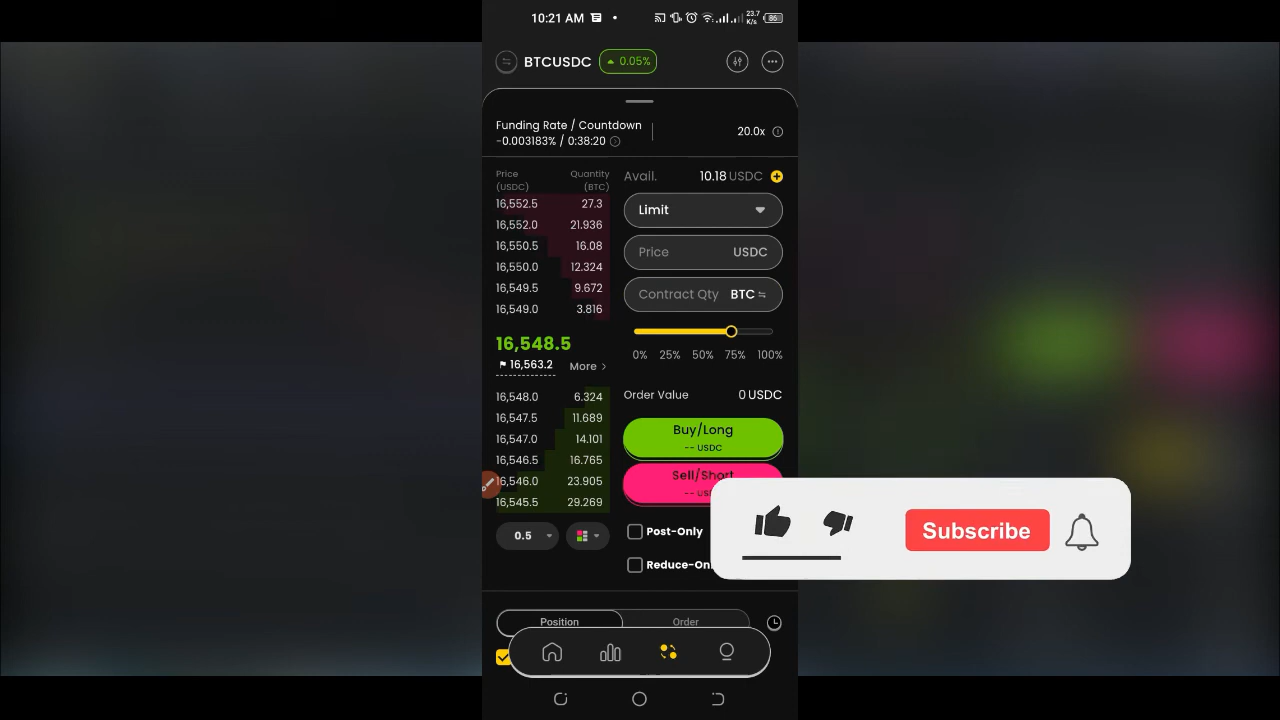 10:21 AM
23.7 K/s
86
BTCUSDC 0.05%
Funding Rate / Countdown
-0.003183% / 0:38:20
20.0x
Price Quantity
(USDC) (BTC)
16,552.5 27.3
16,552.0 21.936
16,550.5 16.08
16,550.0 12.324
16,549.5 9.672
16,549.0 3.816
16,548.5
16,563.2 More >
16,548.0 6.324
16,547.5 11.689
16,547.0 14.101
16,546.5 16.765
16,546.0 23.905
16,545.5 29.269
0.5
Avail. 10.18 USDC
Limit
Price USDC
Contract Qty BTC
0% 25% 50% 75% 100%
Order Value 0 USDC
Buy/Long
-- USDC
Sell/Short
Post-Only
Subscribe
Position Order